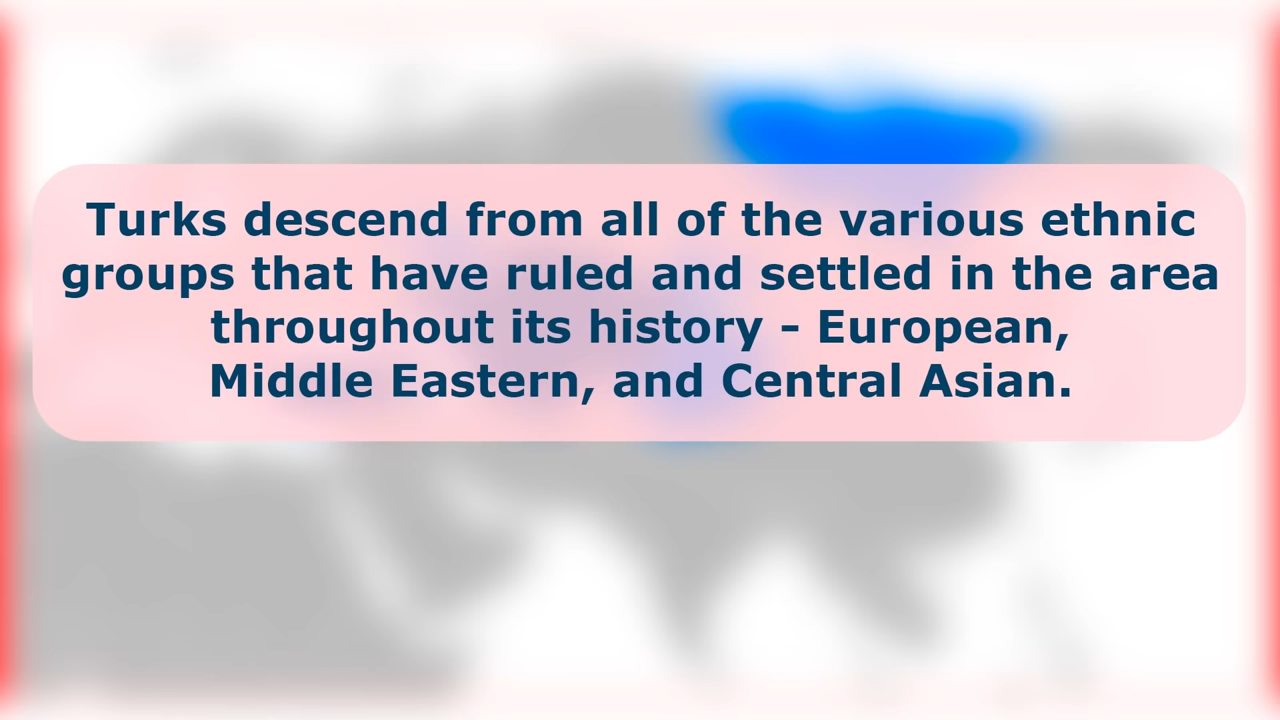 Turks descend from all of the various ethnic
groups that have ruled and settled in the area
throughout its history – European,
Middle Eastern, and Central Asian.